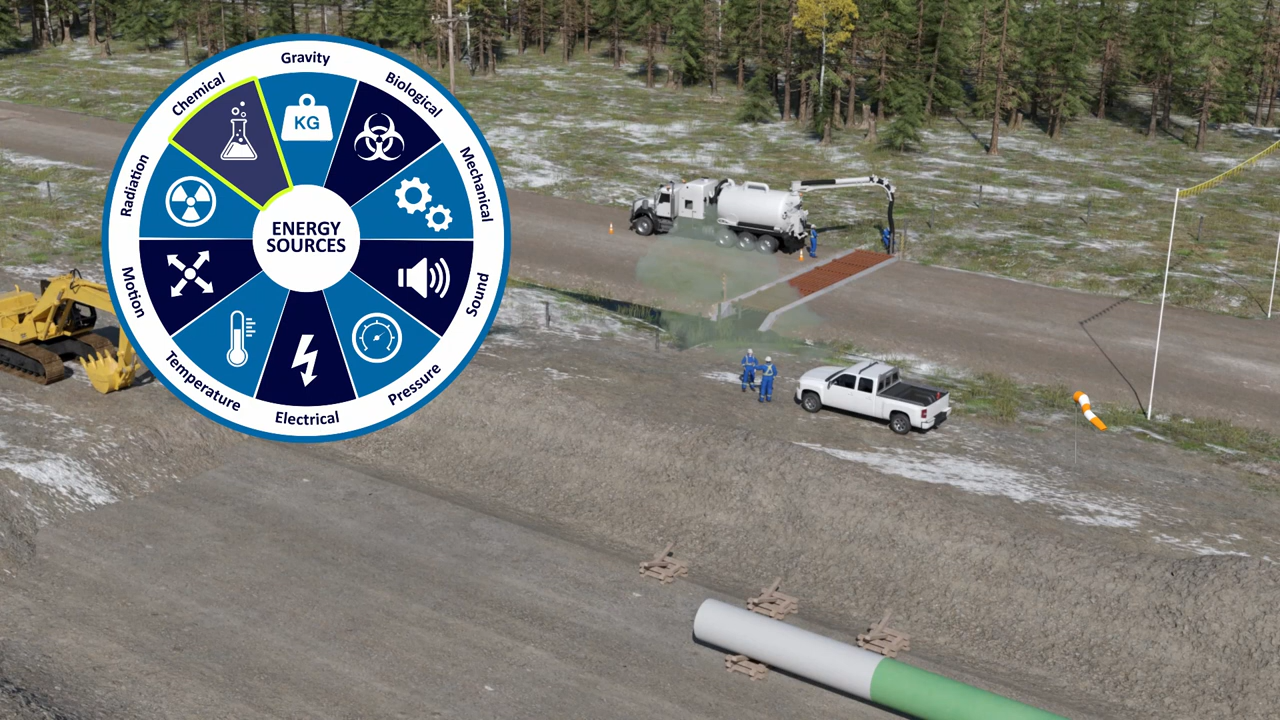 Gravity
Biological
Mechanical
Sound
Pressure
Electrical
Temperature
Motion
Radiation
Chemical
KG
ENERGY
SOURCES